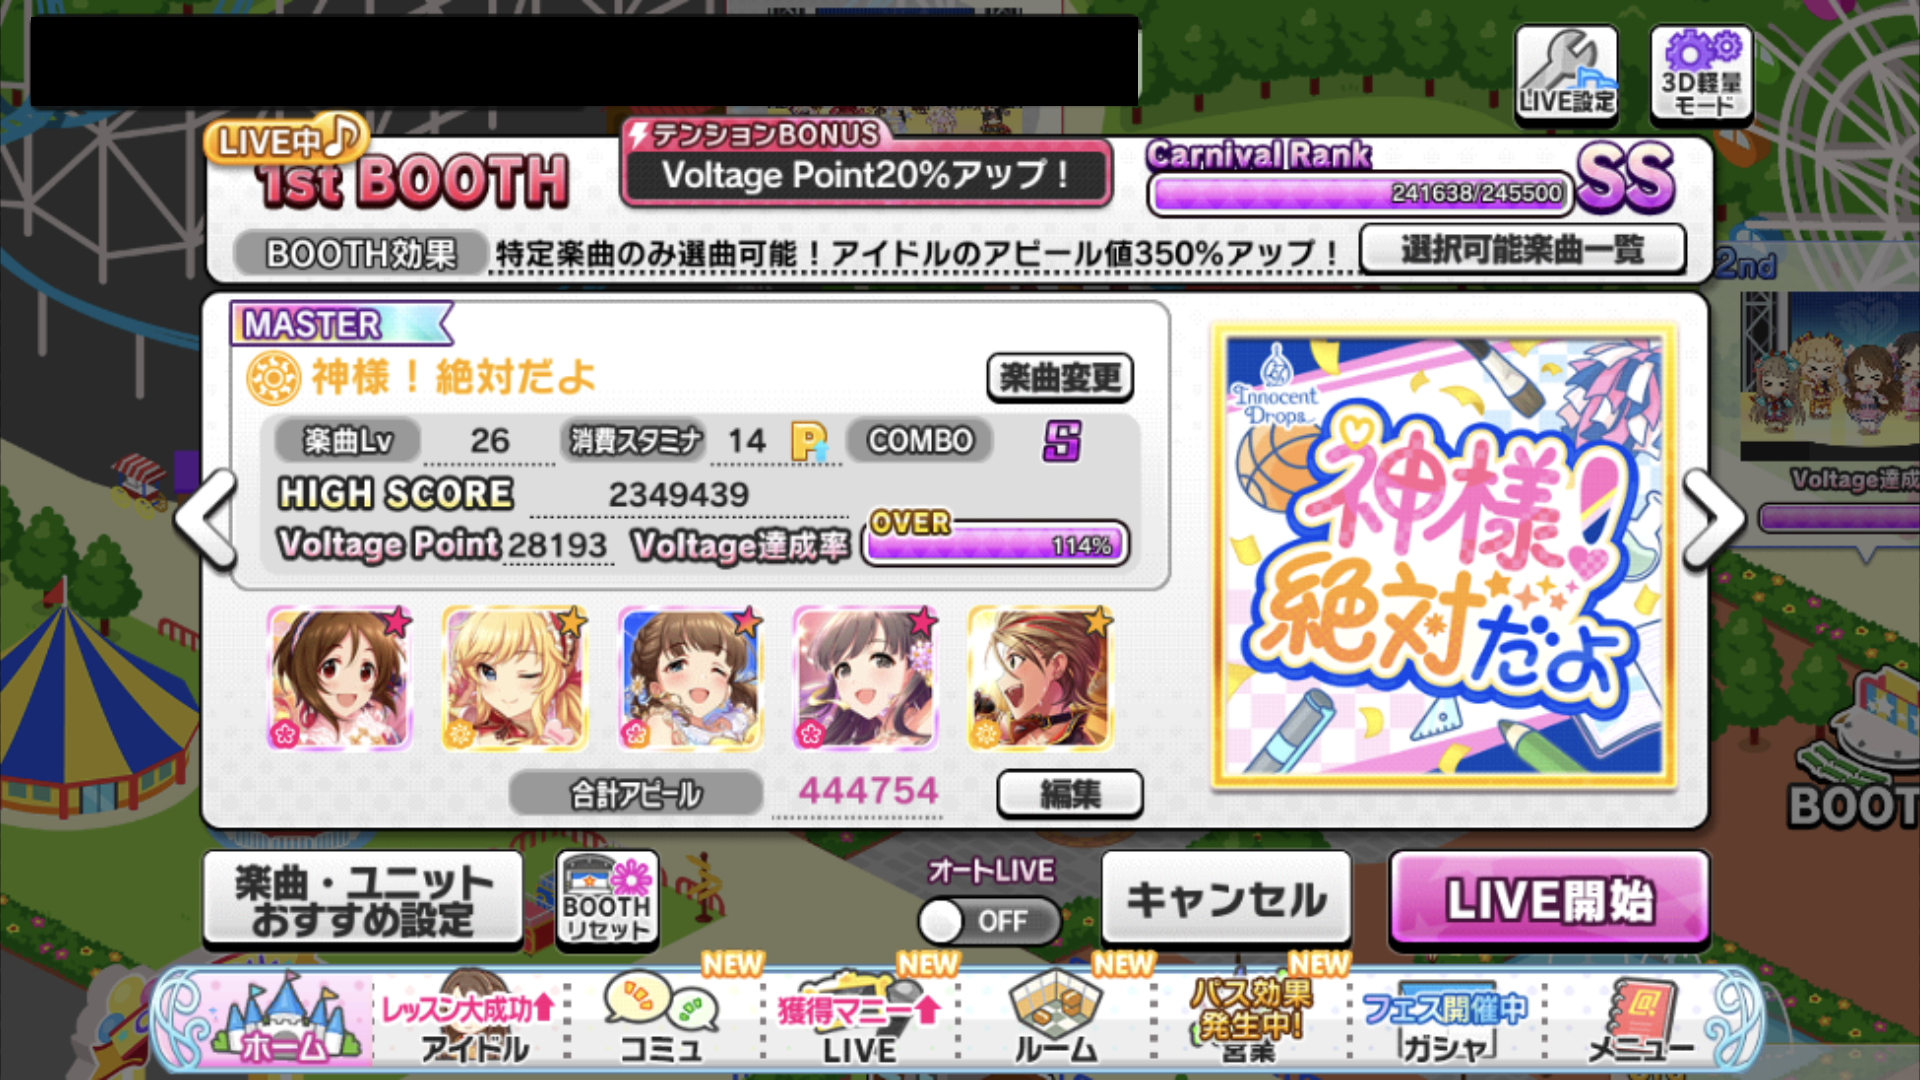 LIVE設定
3D軽量
モード
LIVE中♪
1st BOOTH
テンションBONUS
Voltage Point20%アップ！
Carnival Rank
241638/245500
SS
BOOTH効果
特定楽曲のみ選曲可能！アイドルのアピール値350%アップ！
選択可能楽曲一覧
2nd
MASTER
神様！絶対だよ
楽曲変更
楽曲Lv 26 消費スタミナ 14 P COMBO S
HIGH SCORE 2349439
Voltage Point 28193 Voltage達成率 OVER 114%
Innocent
Drops
神様！
絶対だよ
Voltage達成
合計アピール 444754
編集
BOOT
楽曲・ユニット
おすすめ設定
BOOTH
リセット
オートLIVE
OFF
キャンセル
LIVE開始
ホーム
レッスン大成功
アイドル
NEW
コミュ
NEW
獲得マニー
LIVE
NEW
ルーム
NEW
パス効果
発生中!
営業
フェス開催中
ガシャ
メニュー